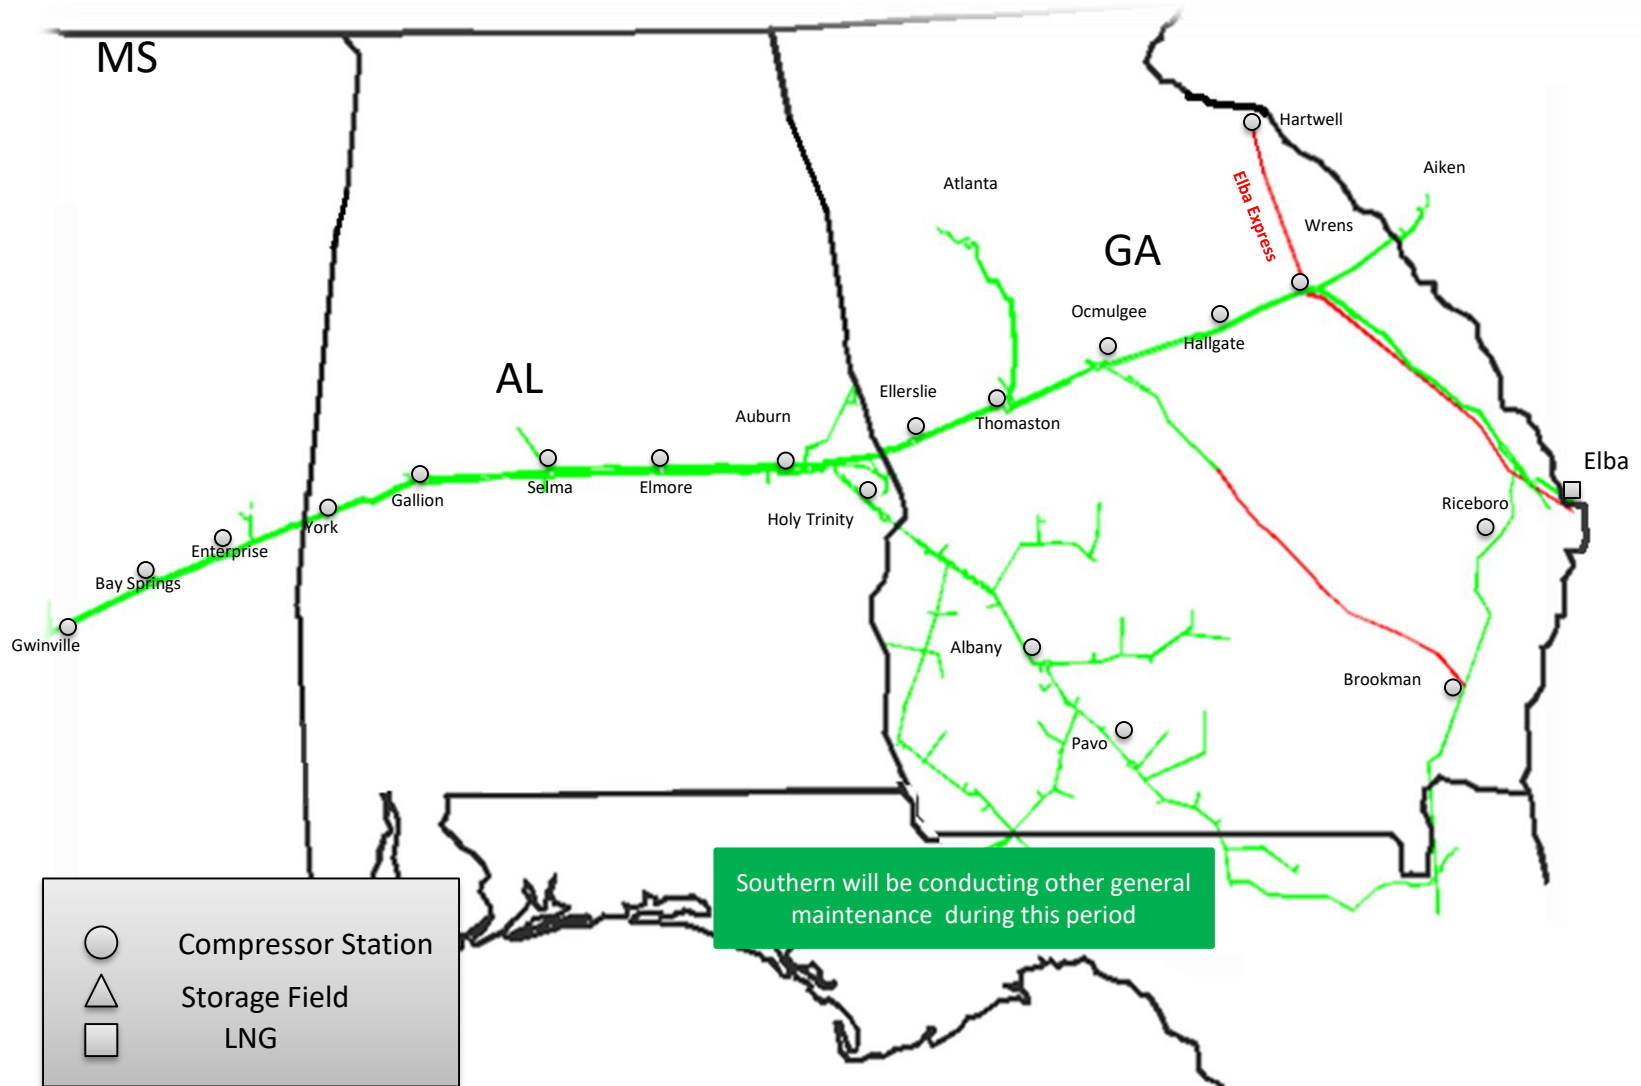 MS
Hartwell
Aiken
Atlanta
Elba Express
Wrens
GA
Ocmulgee
Hallgate
AL
Ellerslie
Auburn
Thomaston
Elba
Selma
Elmore
Gallion
Riceboro
Holy Trinity
York
Enterprise
Bay Springs
Gwinville
Albany
Brookman
Pavo
Southern will be conducting other general
maintenance during this period
Compressor Station
Storage Field
LNG